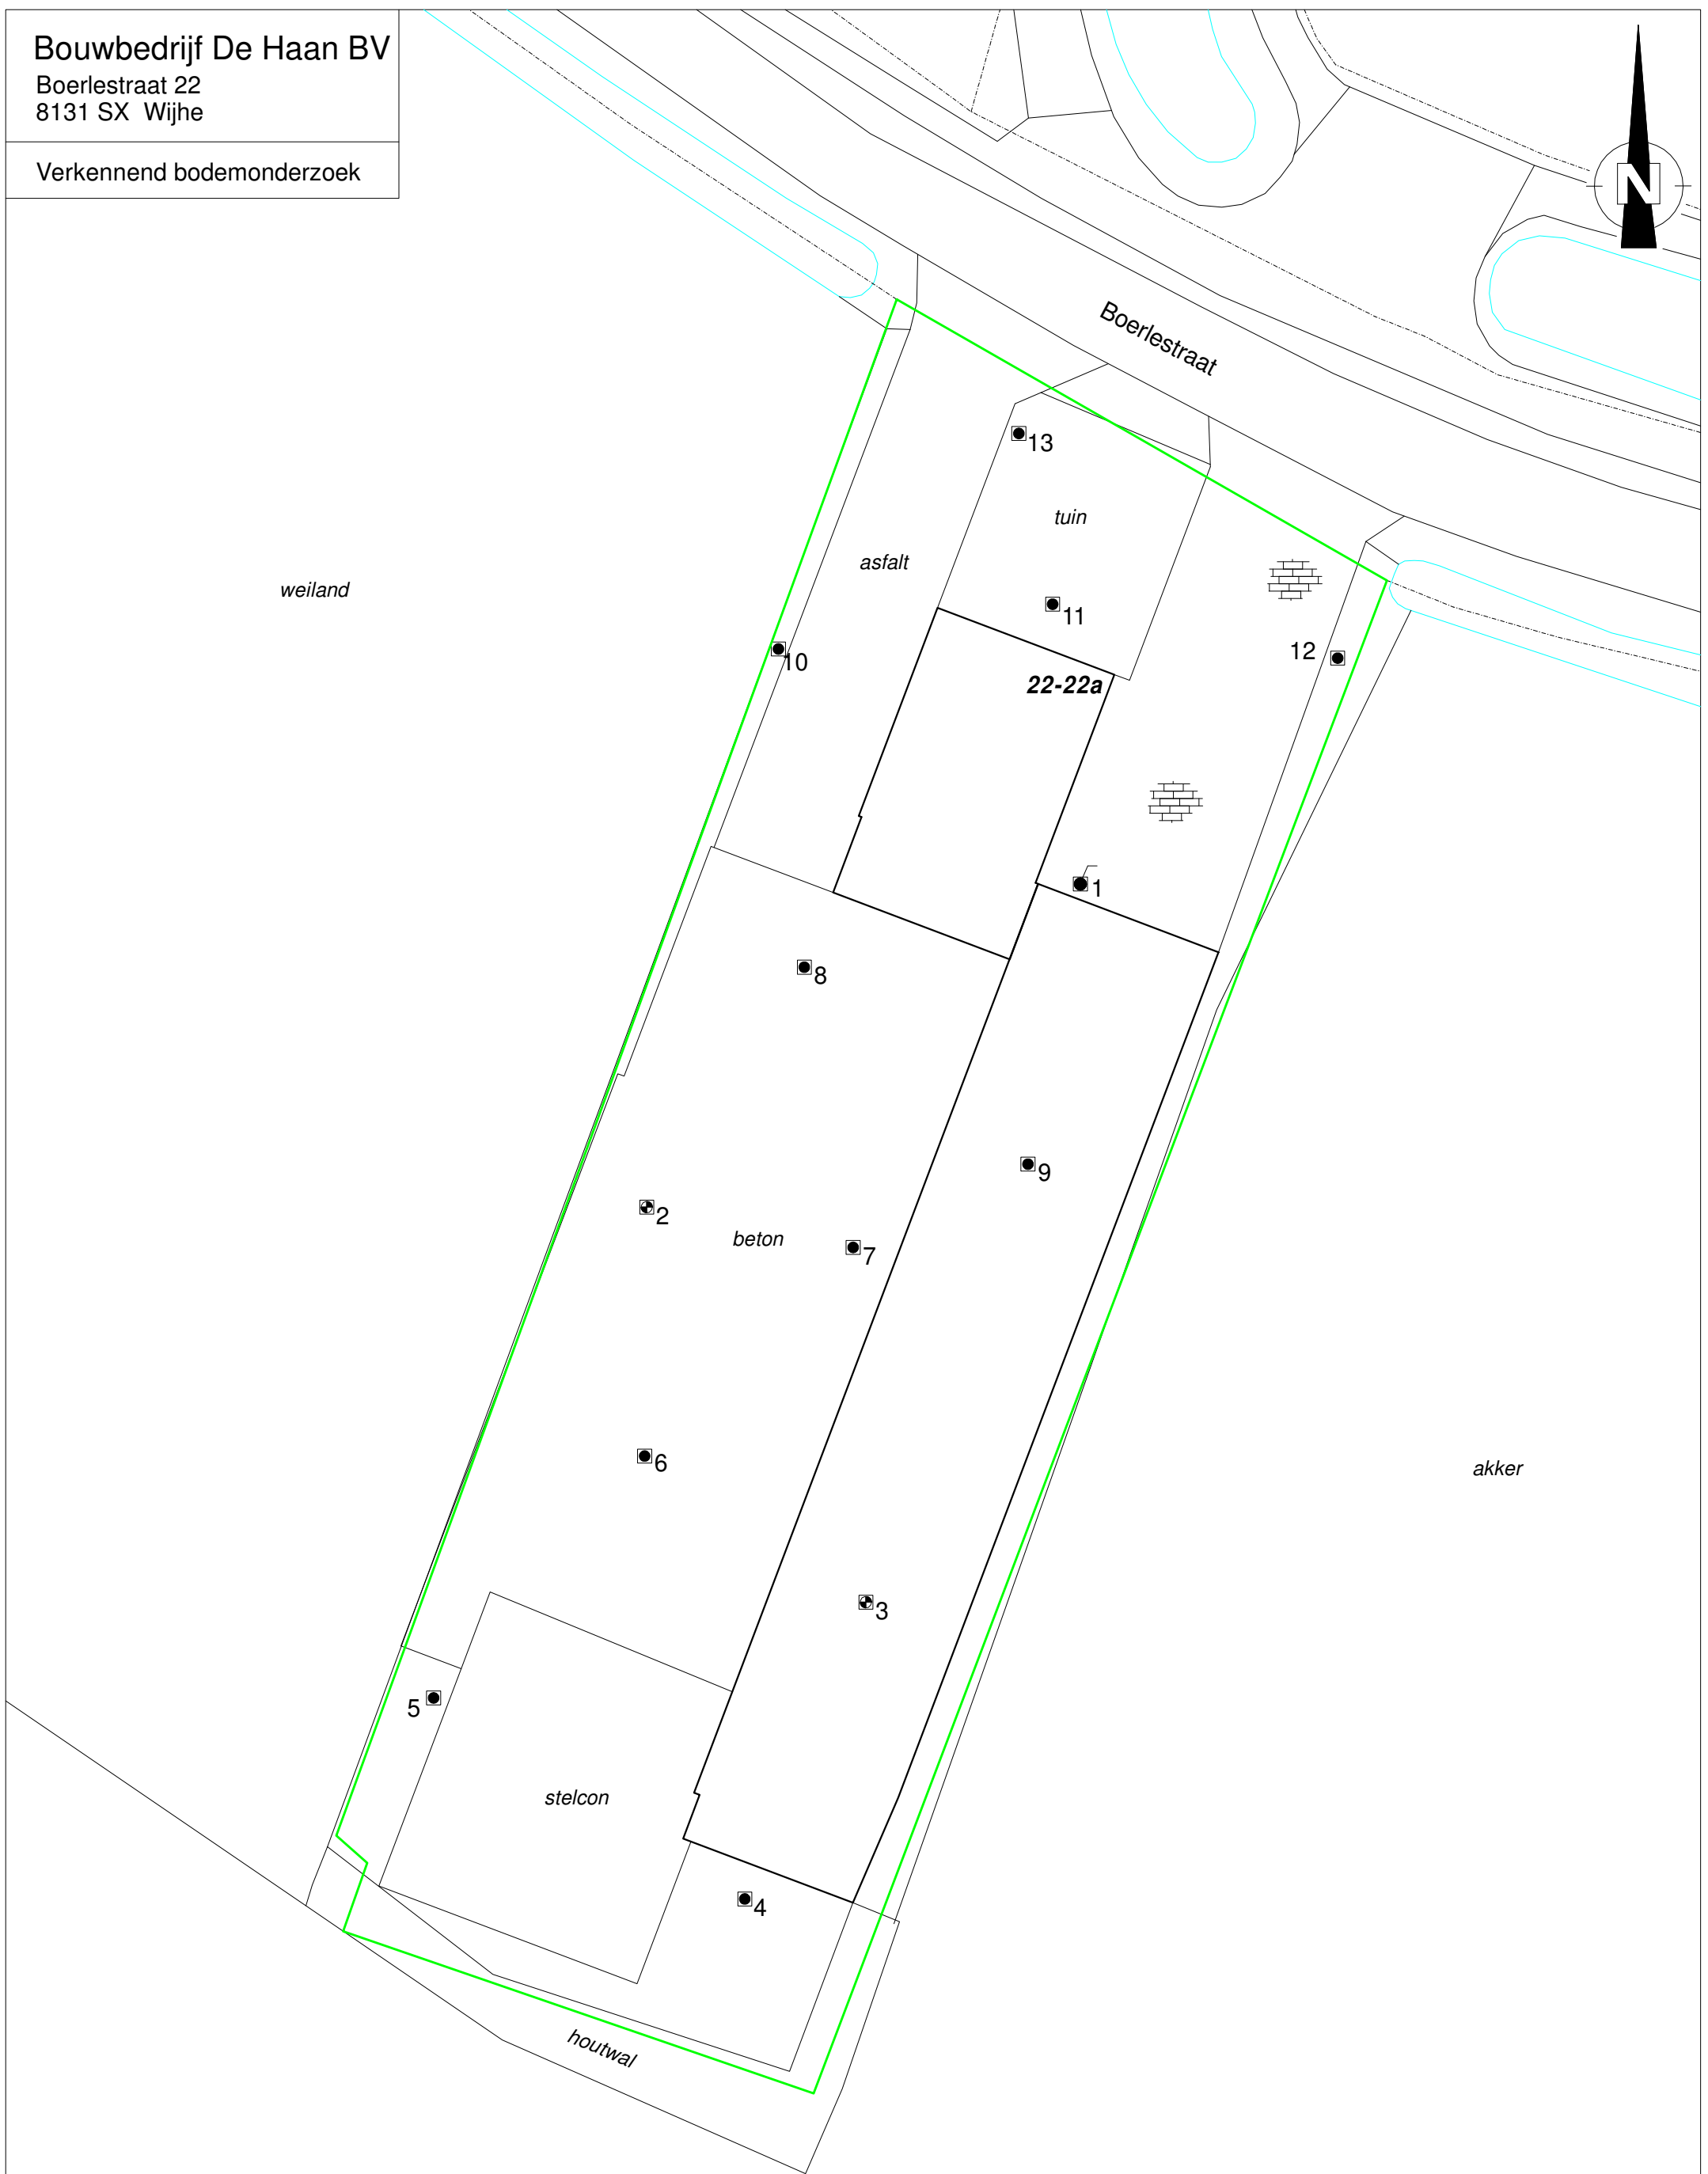 Bouwbedrijf De Haan BV
Boerlestraat 22
8131 SX Wijhe
Verkennend bodemonderzoek
N
Boerlestraat
13
tuin
asfalt
weiland
11
12
10
22-22a
1
8
9
2
beton
7
6
akker
3
5
stelcon
4
houtwal